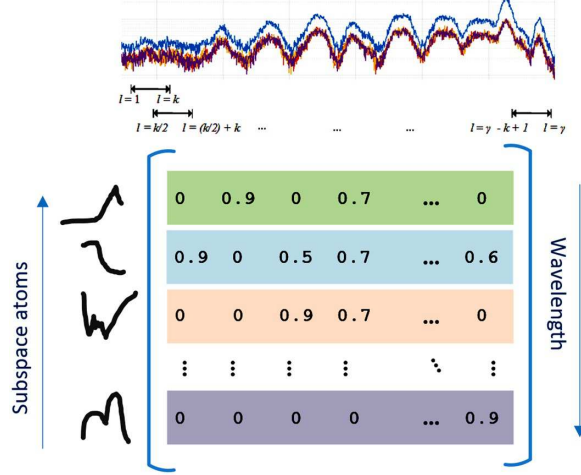 l = 1 l = k
l = k/2 l = (k/2) + k ... ... ... l = γ - k + 1 l = γ
Subspace atoms
0 0.9 0 0.7 ... 0
0.9 0 0.5 0.7 ... 0.6
0 0 0.9 0.7 ... 0
⋮ ⋮ ⋮ ⋮ ⋱ ⋮
0 0 0 0 ... 0.9
Wavelength